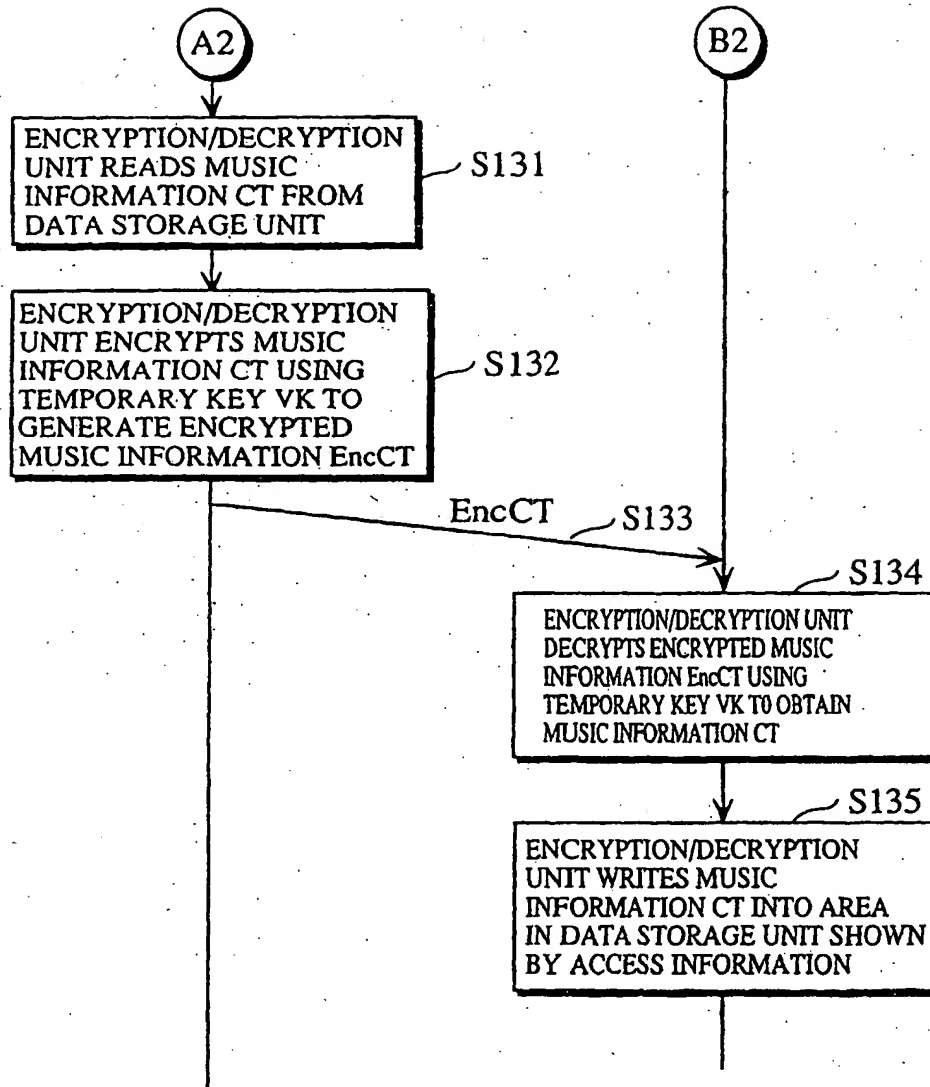 A2
B2
ENCRYPTION/DECRYPTION
UNIT READS MUSIC
INFORMATION CT FROM
DATA STORAGE UNIT
S131
ENCRYPTION/DECRYPTION
UNIT ENCRYPTS MUSIC
INFORMATION CT USING
TEMPORARY KEY VK TO
GENERATE ENCRYPTED
MUSIC INFORMATION EncCT
S132
EncCT
S133
S134
ENCRYPTION/DECRYPTION UNIT
DECRYPTS ENCRYPTED MUSIC
INFORMATION EncCT USING
TEMPORARY KEY VK TO OBTAIN
MUSIC INFORMATION CT
S135
ENCRYPTION/DECRYPTION
UNIT WRITES MUSIC
INFORMATION CT INTO AREA
IN DATA STORAGE UNIT SHOWN
BY ACCESS INFORMATION